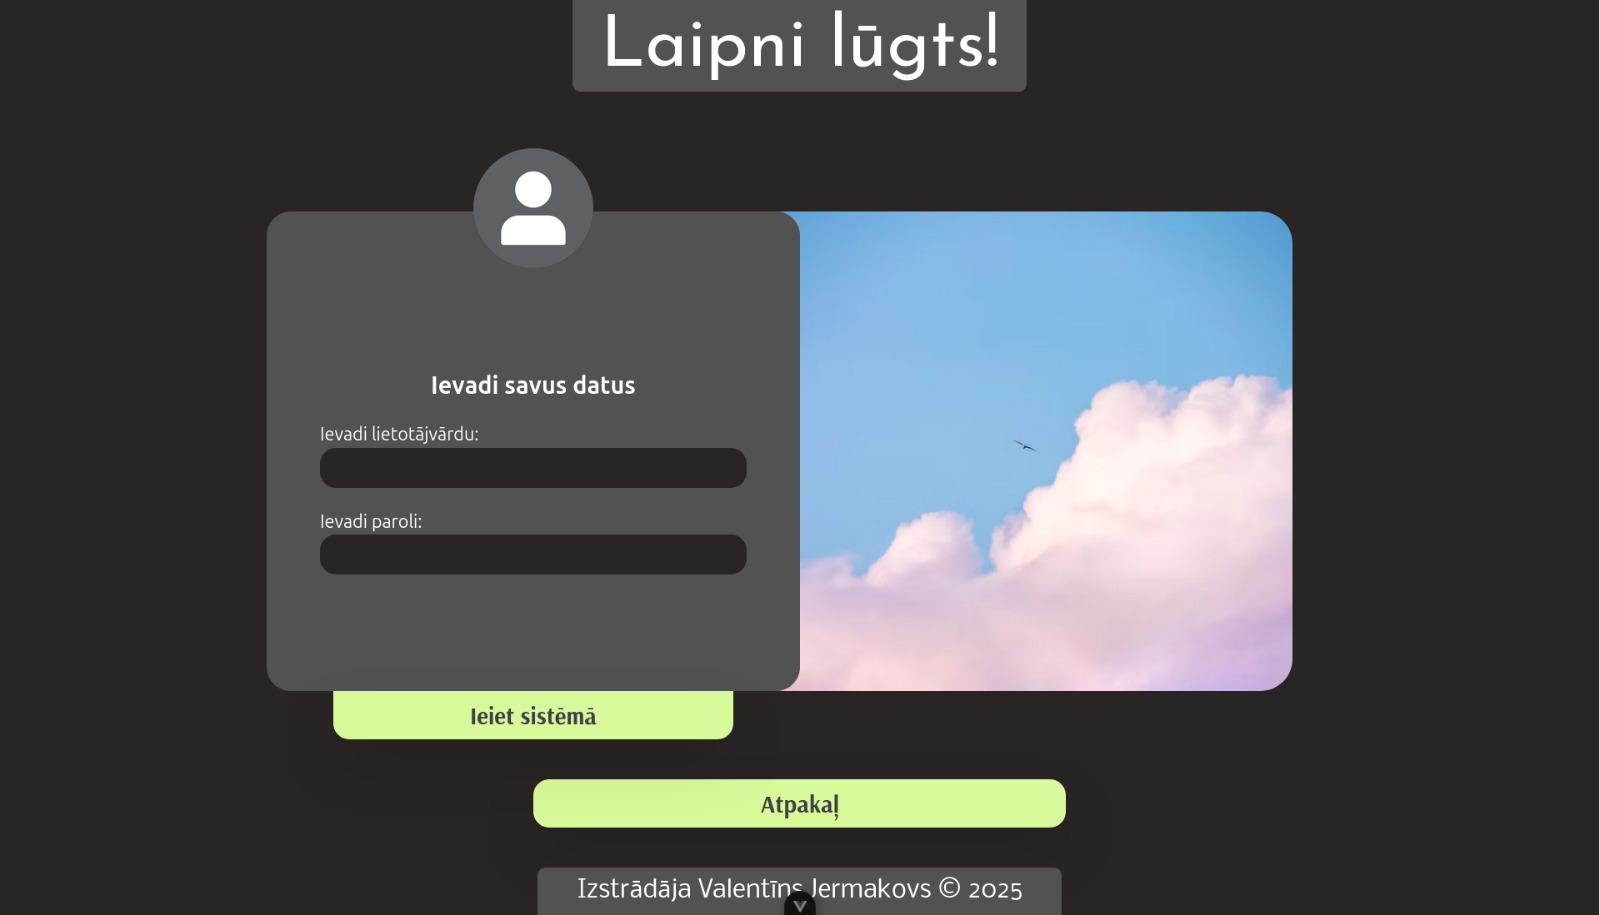 Laipni lūgts!
Ievadi savus datus
Ievadi lietotājvārdu:
Ievadi paroli:
Ieiet sistēmā
Atpakaļ
Izstrādāja Valentīns Jermakovs © 2025